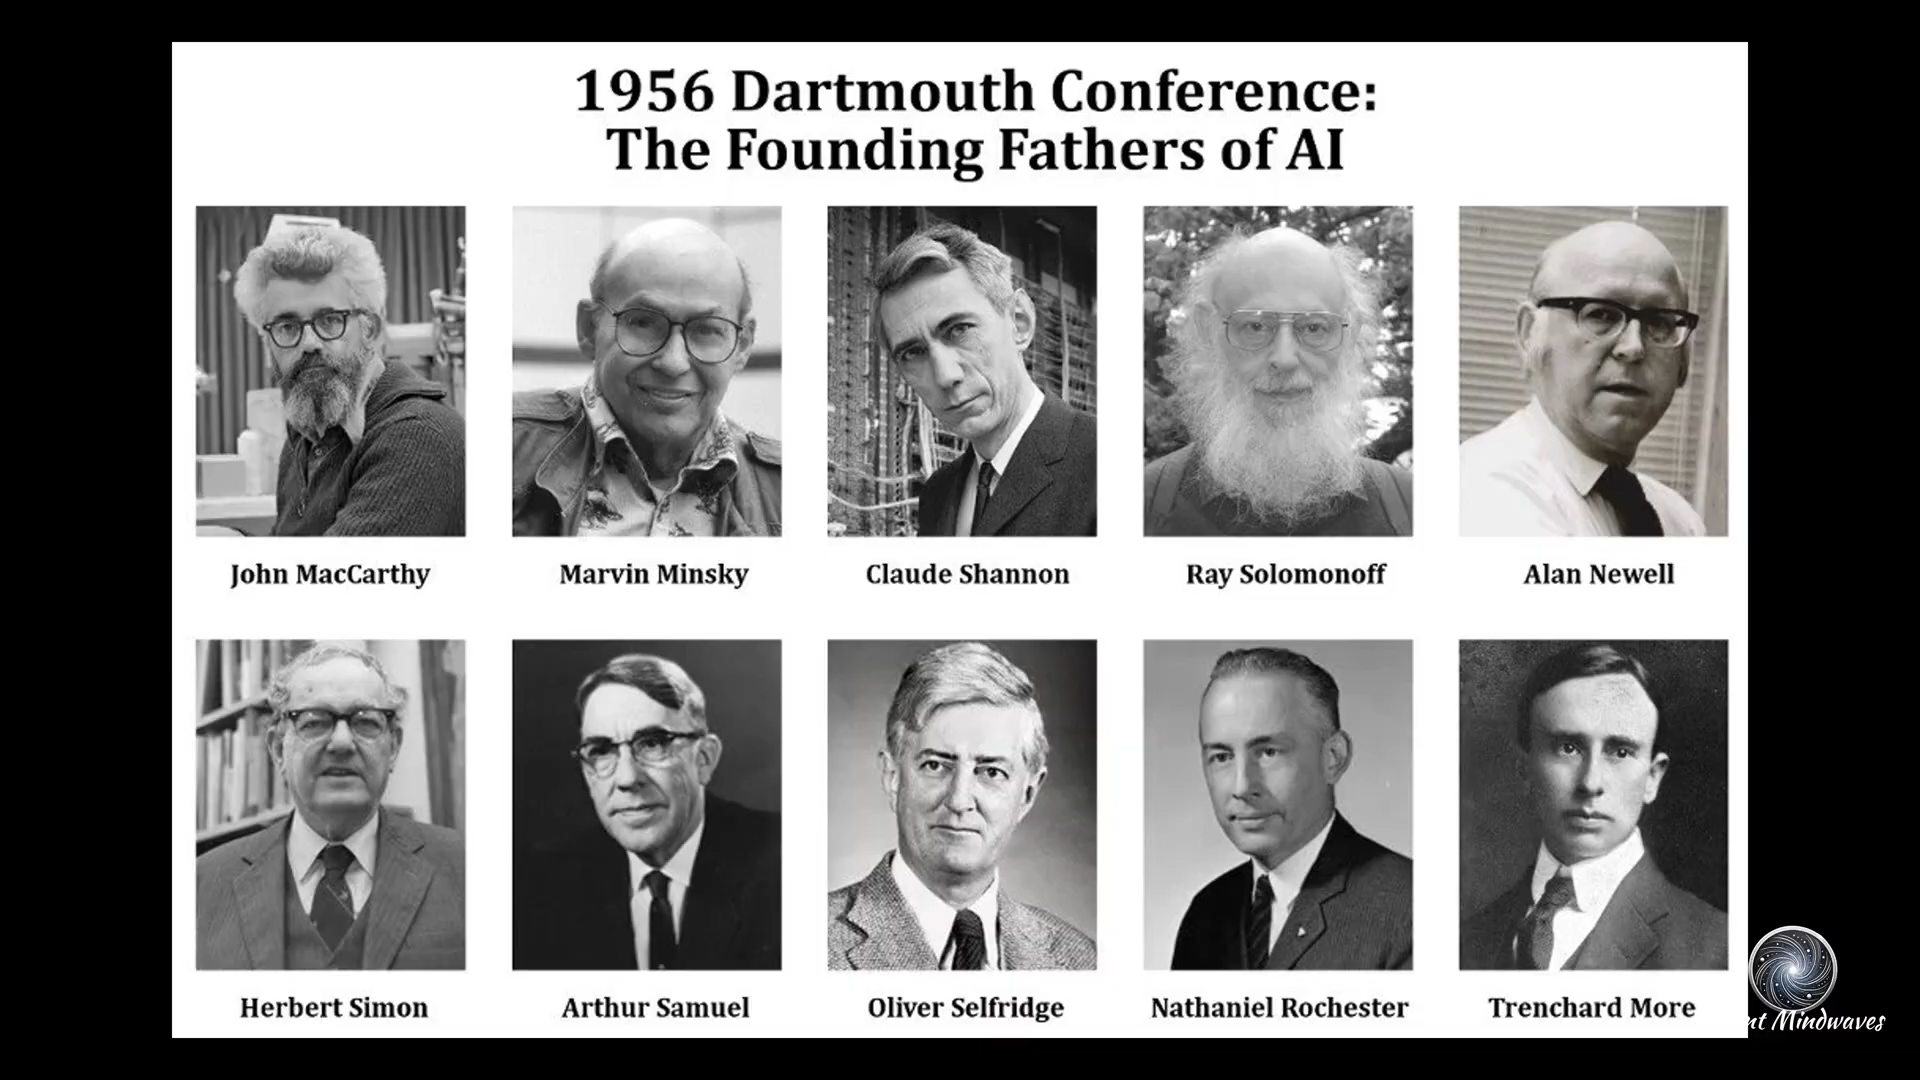 1956 Dartmouth Conference:
The Founding Fathers of AI
John MacCarthy
Marvin Minsky
Claude Shannon
Ray Solomonoff
Alan Newell
Herbert Simon
Arthur Samuel
Oliver Selfridge
Nathaniel Rochester
Trenchard More
Mindwaves